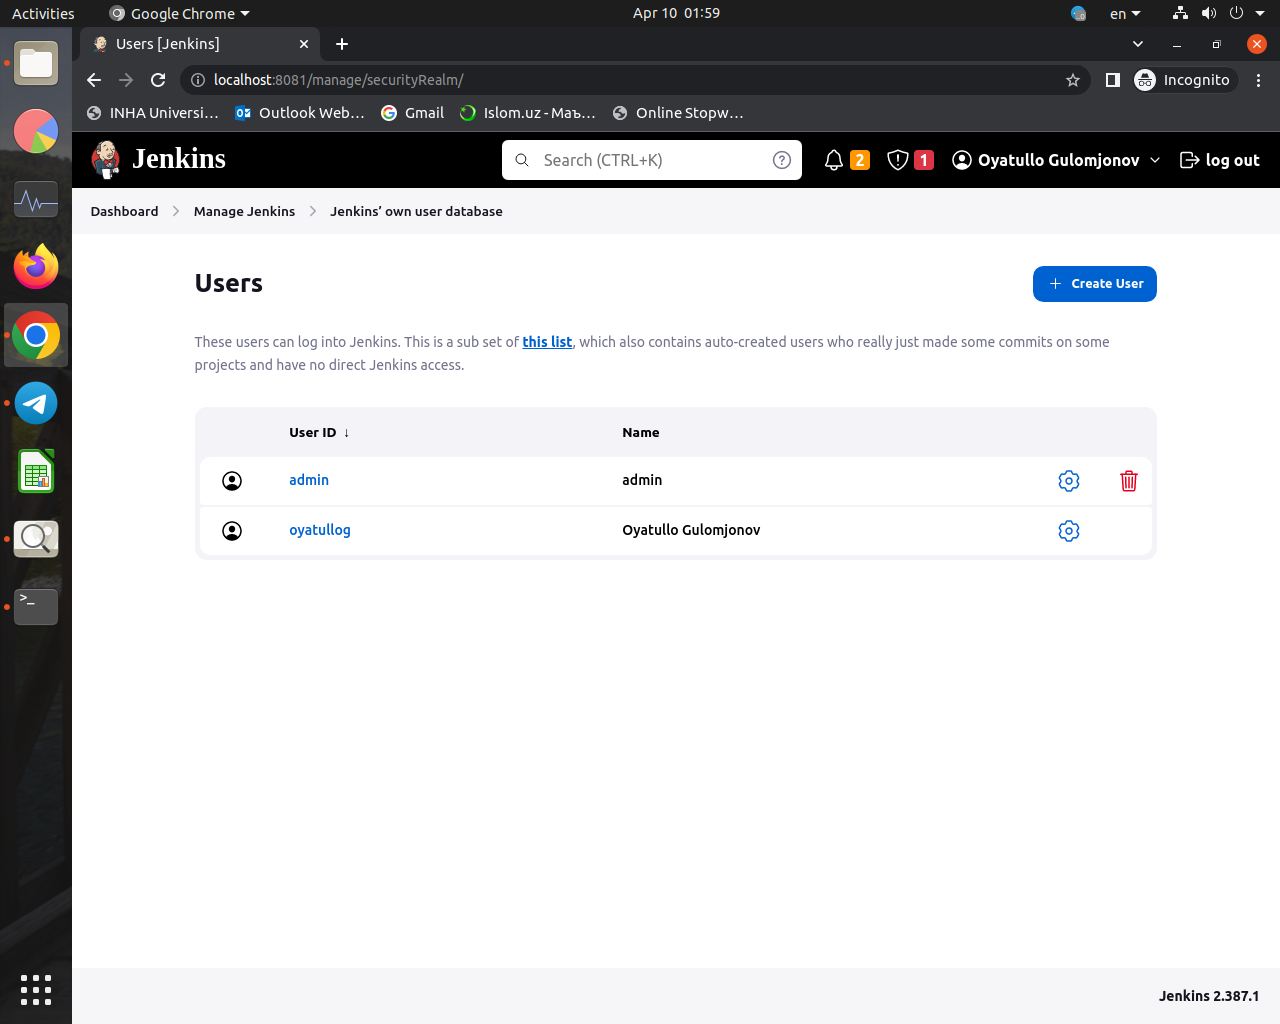 Activities
Google Chrome
Apr 10 01:59
en
Users [Jenkins]
localhost:8081/manage/securityRealm/
Incognito
INHA Universi…
Outlook Web…
Gmail
Islom.uz - Маъ…
Online Stopw…
Jenkins
Search (CTRL+K)
2
1
Oyatullo Gulomjonov
log out
Dashboard
Manage Jenkins
Jenkins’ own user database
Users
Create User
These users can log into Jenkins. This is a sub set of this list, which also contains auto-created users who really just made some commits on some
projects and have no direct Jenkins access.
User ID ↓
Name
admin
admin
oyatullog
Oyatullo Gulomjonov
Jenkins 2.387.1